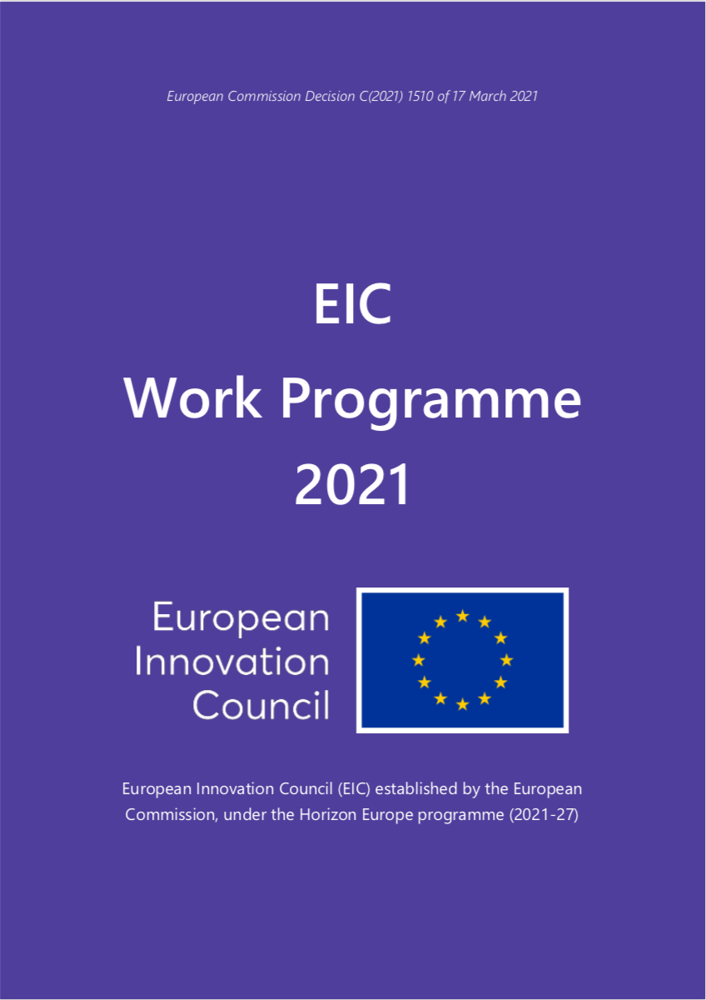 European Commission Decision C(2021) 1510 of 17 March 2021
EIC
Work Programme
2021
European
Innovation
Council
European Innovation Council (EIC) established by the European
Commission, under the Horizon Europe programme (2021-27)